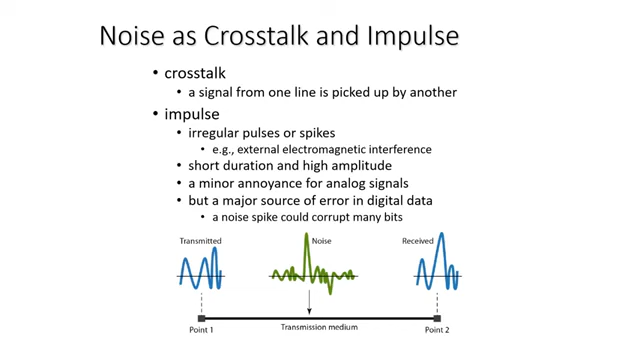 Noise as Crosstalk and Impulse
• crosstalk
• a signal from one line is picked up by another
• impulse
• irregular pulses or spikes
• e.g., external electromagnetic interference
• short duration and high amplitude
• a minor annoyance for analog signals
• but a major source of error in digital data
• a noise spike could corrupt many bits
Transmitted
Noise
Received
Point 1
Transmission medium
Point 2